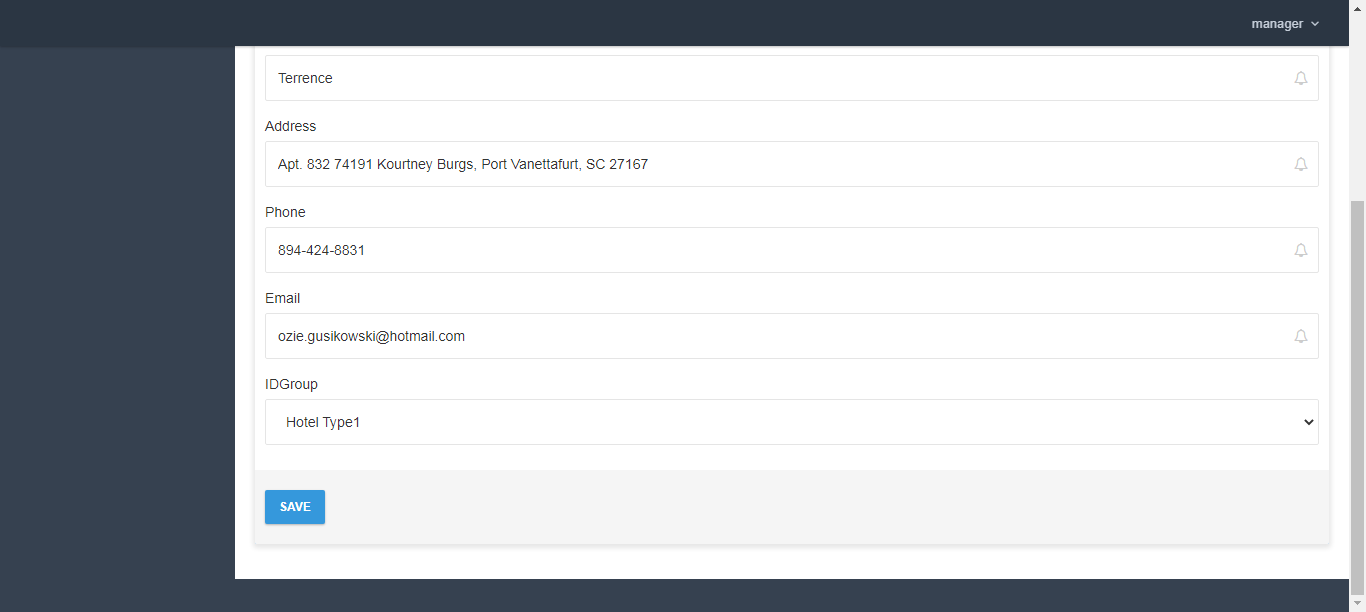 manager
Terrence
Address
Apt. 832 74191 Kourtney Burgs, Port Vanettafurt, SC 27167
Phone
894-424-8831
Email
ozie.gusikowski@hotmail.com
IDGroup
Hotel Type1
SAVE